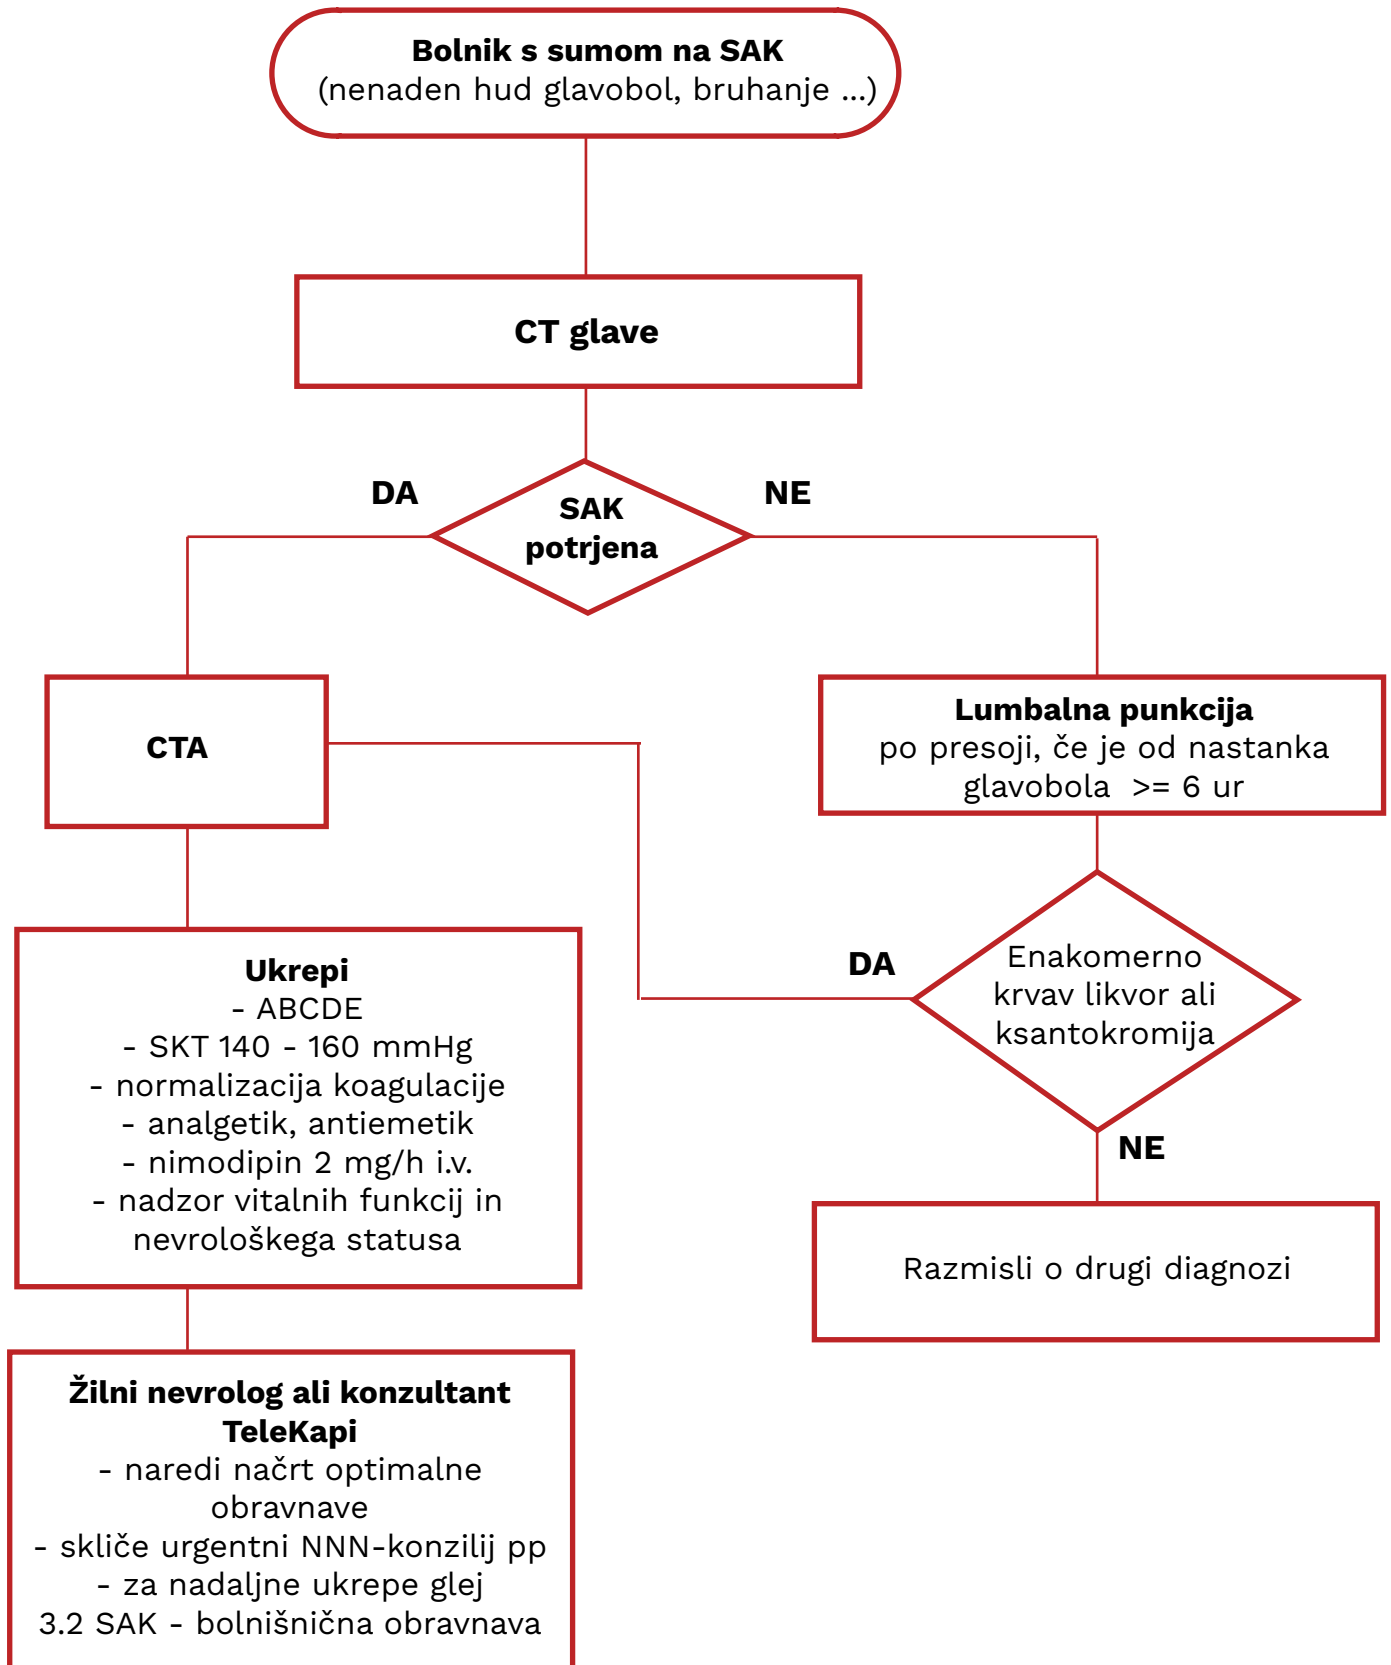 Bolnik s sumom na SAK
(nenaden hud glavobol, bruhanje ...)
CT glave
DA
NE
SAK
potrjena
CTA
Lumbalna punkcija
po presoji, če je od nastanka
glavobola >= 6 ur
Ukrepi
- ABCDE
- SKT 140 - 160 mmHg
- normalizacija koagulacije
- analgetik, antiemetik
- nimodipin 2 mg/h i.v.
- nadzor vitalnih funkcij in
nevrološkega statusa
DA
Enakomerno
krvav likvor ali
ksantokromija
NE
Razmisli o drugi diagnozi
Žilni nevrolog ali konzultant
TeleKapi
- naredi načrt optimalne
obravnave
- skliče urgentni NNN-konzilij pp
- za nadaljne ukrepe glej
3.2 SAK - bolnišnična obravnava